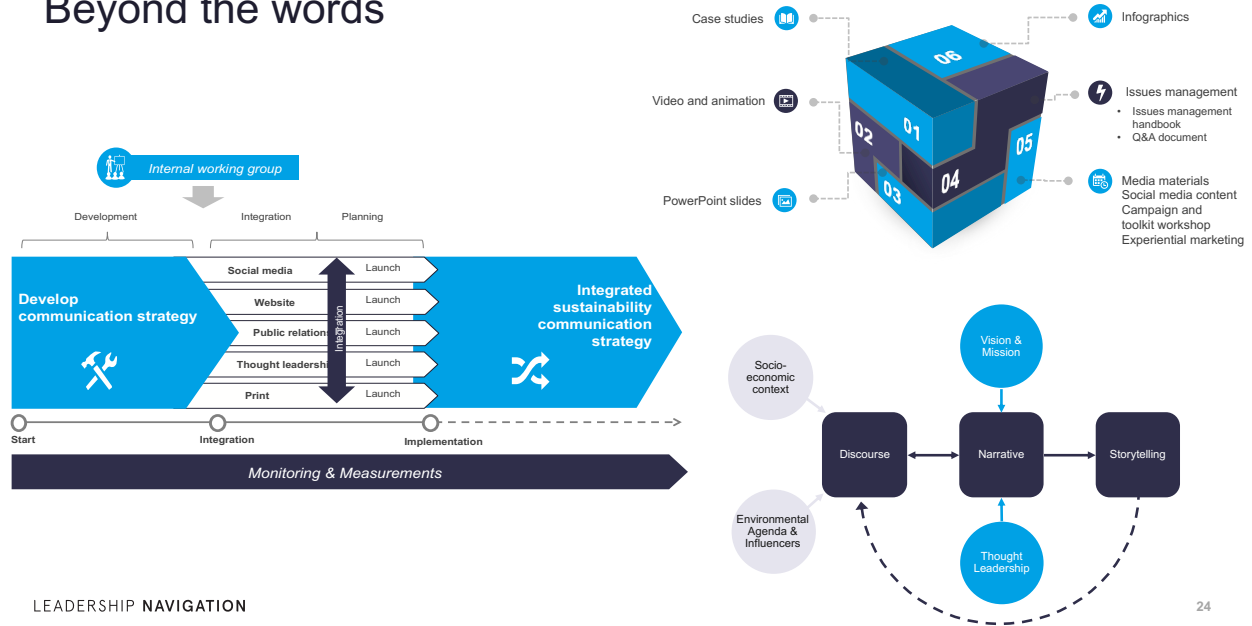 Beyond the words
Internal working group
Development
Integration
Planning
Develop
communication strategy
Social media
Launch
Website
Launch
Public relation
Launch
Thought leadershi
Launch
Print
Launch
Integration
Integrated
sustainability
communication
strategy
Start
Integration
Implementation
Monitoring & Measurements
Case studies
Video and animation
PowerPoint slides
06
01
02
03
04
05
Infographics
Issues management
• Issues management
handbook
• Q&A document
Media materials
Social media content
Campaign and
toolkit workshop
Experiential marketing
Socio-
economic
context
Vision &
Mission
Discourse
Narrative
Storytelling
Environmental
Agenda &
Influencers
Thought
Leadership
LEADERSHIP NAVIGATION
24